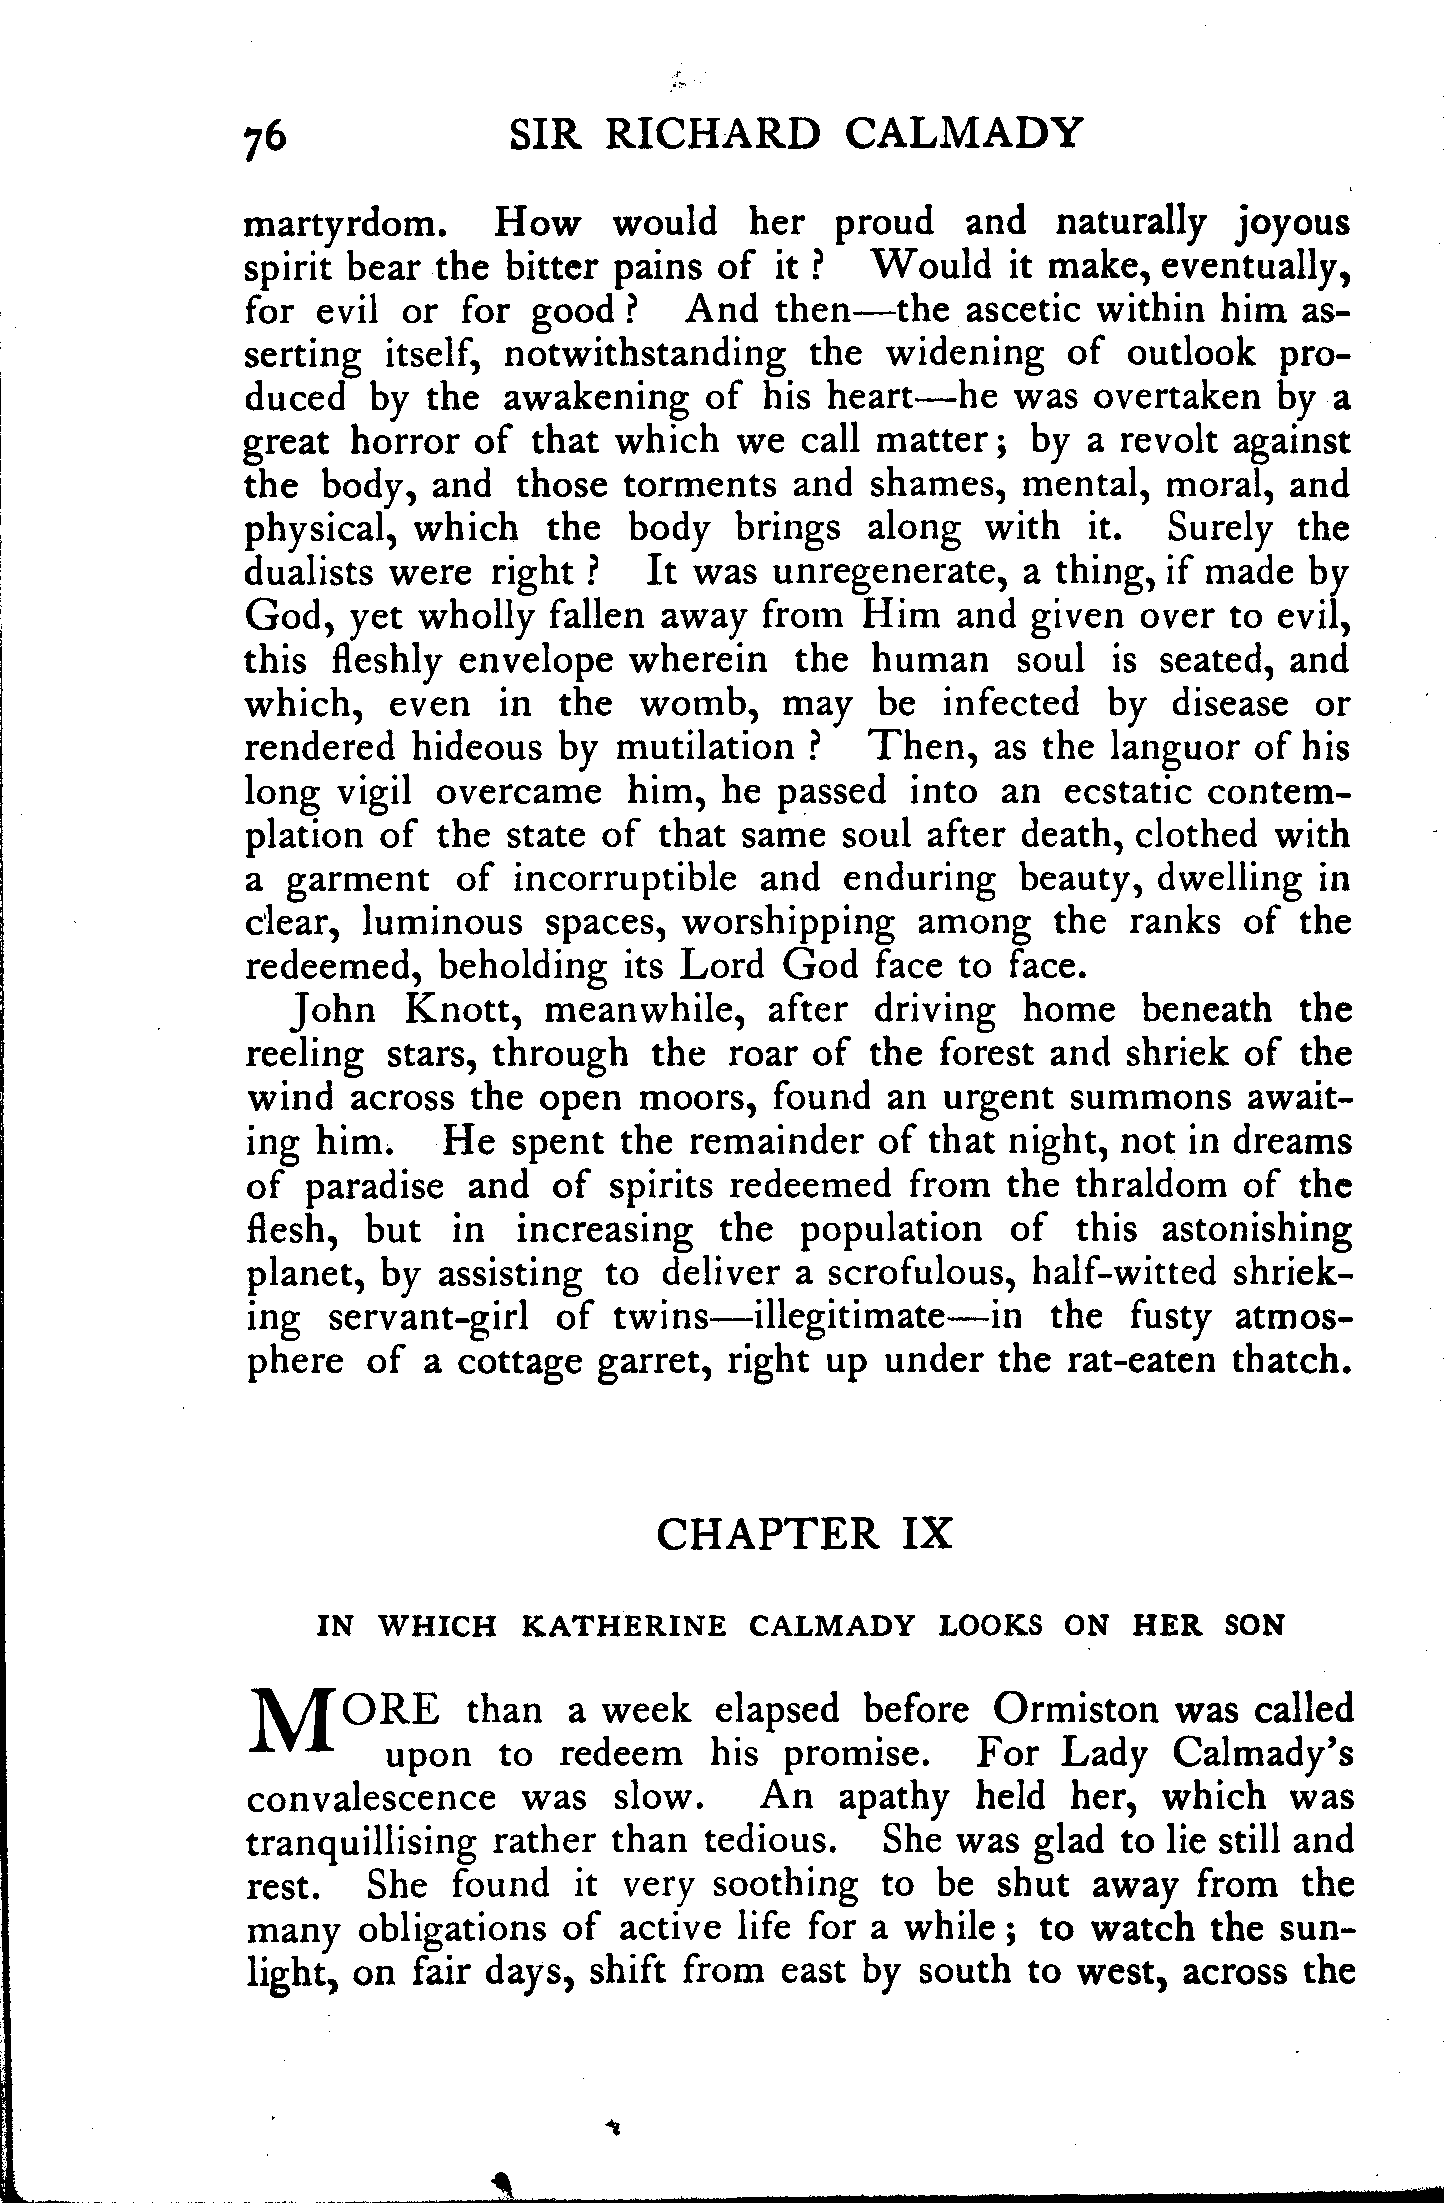 76 SIR RICHARD CALMADY
martyrdom. How would her proud and naturally joyous
spirit bear the bitter pains of it ? Would it make, eventually,
for evil or for good ? And then—the ascetic within him as-
serting itself, notwithstanding the widening of outlook pro-
duced by the awakening of his heart—he was overtaken by a
great horror of that which we call matter ; by a revolt against
the body, and those torments and shames, mental, moral, and
physical, which the body brings along with it. Surely the
dualists were right ? It was unregenerate, a thing, if made by
God, yet wholly fallen away from Him and given over to evil,
this fleshly envelope wherein the human soul is seated, and
which, even in the womb, may be infected by disease or
rendered hideous by mutilation ? Then, as the languor of his
long vigil overcame him, he passed into an ecstatic contem-
plation of the state of that same soul after death, clothed with
a garment of incorruptible and enduring beauty, dwelling in
clear, luminous spaces, worshipping among the ranks of the
redeemed, beholding its Lord God face to face.
John Knott, meanwhile, after driving home beneath the
reeling stars, through the roar of the forest and shriek of the
wind across the open moors, found an urgent summons await-
ing him. He spent the remainder of that night, not in dreams
of paradise and of spirits redeemed from the thraldom of the
flesh, but in increasing the population of this astonishing
planet, by assisting to deliver a scrofulous, half-witted shriek-
ing servant-girl of twins—illegitimate—in the fusty atmos-
phere of a cottage garret, right up under the rat-eaten thatch.
CHAPTER IX
IN WHICH KATHERINE CALMADY LOOKS ON HER SON
MORE than a week elapsed before Ormiston was called
upon to redeem his promise. For Lady Calmady's
convalescence was slow. An apathy held her, which was
tranquillising rather than tedious. She was glad to lie still and
rest. She found it very soothing to be shut away from the
many obligations of active life for a while ; to watch the sun-
light, on fair days, shift from east by south to west, across the